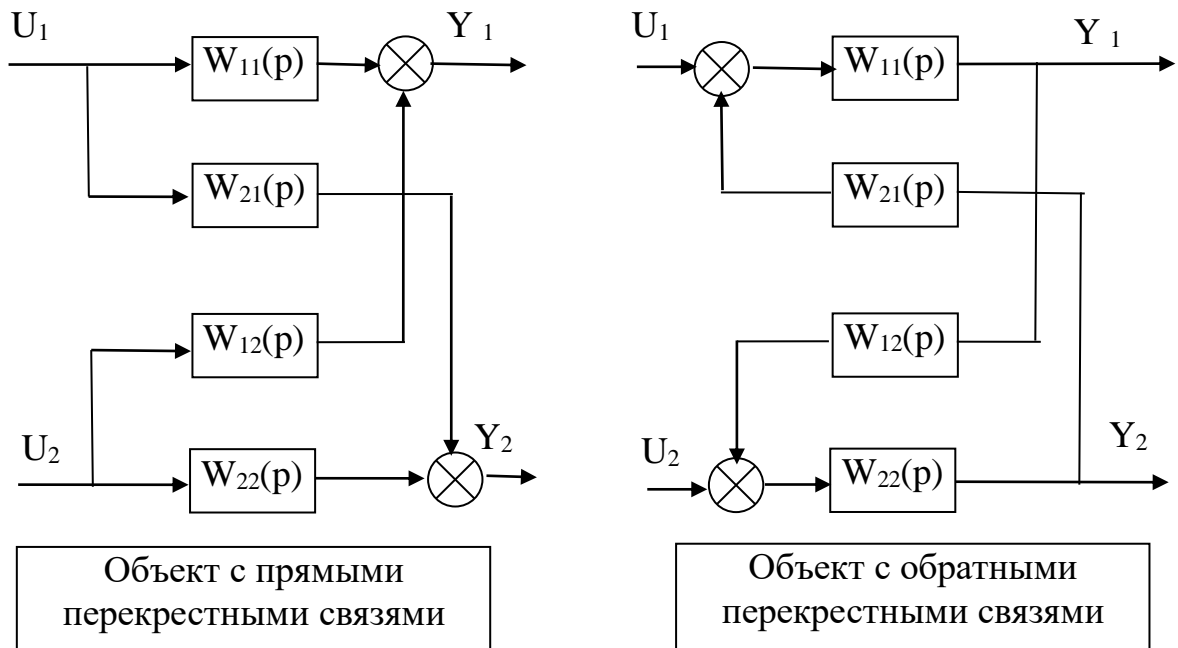 U1
W11(p)
Y 1
W21(p)
W12(p)
U2
W22(p)
Y2
Объект с прямыми
перекрестными связями
U1
W11(p)
Y 1
W21(p)
W12(p)
U2
W22(p)
Y2
Объект с обратными
перекрестными связями